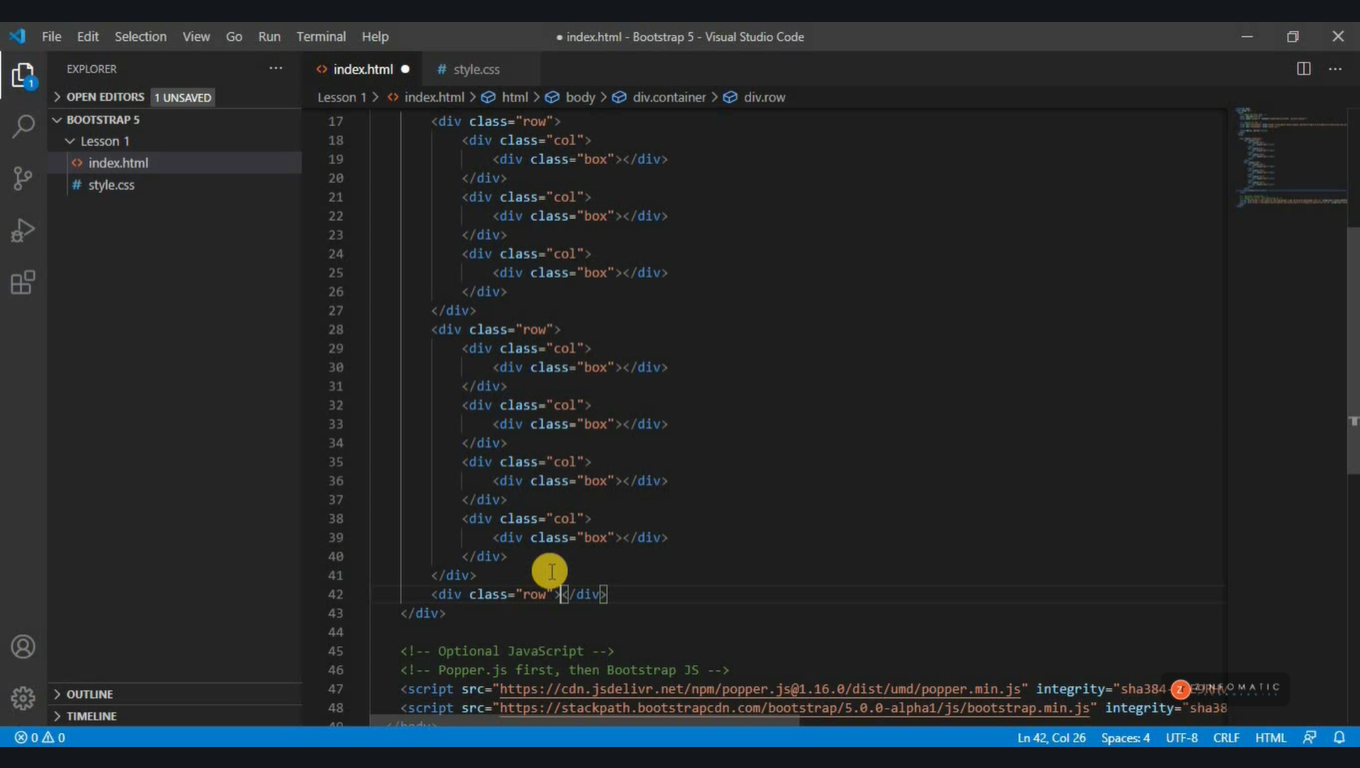 File Edit Selection View Go Run Terminal Help
● index.html - Bootstrap 5 - Visual Studio Code
EXPLORER
index.html
style.css
OPEN EDITORS 1 UNSAVED
Lesson 1 > index.html > html > body > div.container > div.row
BOOTSTRAP 5
Lesson 1
index.html
style.css
17 <div class="row">
18 <div class="col">
19 <div class="box"></div>
20 </div>
21 <div class="col">
22 <div class="box"></div>
23 </div>
24 <div class="col">
25 <div class="box"></div>
26 </div>
27 </div>
28 <div class="row">
29 <div class="col">
30 <div class="box"></div>
31 </div>
32 <div class="col">
33 <div class="box"></div>
34 </div>
35 <div class="col">
36 <div class="box"></div>
37 </div>
38 <div class="col">
39 <div class="box"></div>
40 </div>
41 </div>
42 <div class="row"></div>
43 </div>
44
45 <!-- Optional JavaScript -->
46 <!-- Popper.js first, then Bootstrap JS -->
47 <script src="https://cdn.jsdelivr.net/npm/popper.js@1.16.0/dist/umd/popper.min.js" integrity="sha384-
48 <script src="https://stackpath.bootstrapcdn.com/bootstrap/5.0.0-alpha1/js/bootstrap.min.js" integrity="sha38
49 </body>
ZINFOMATIC
OUTLINE
TIMELINE
0 0
Ln 42, Col 26 Spaces: 4 UTF-8 CRLF HTML